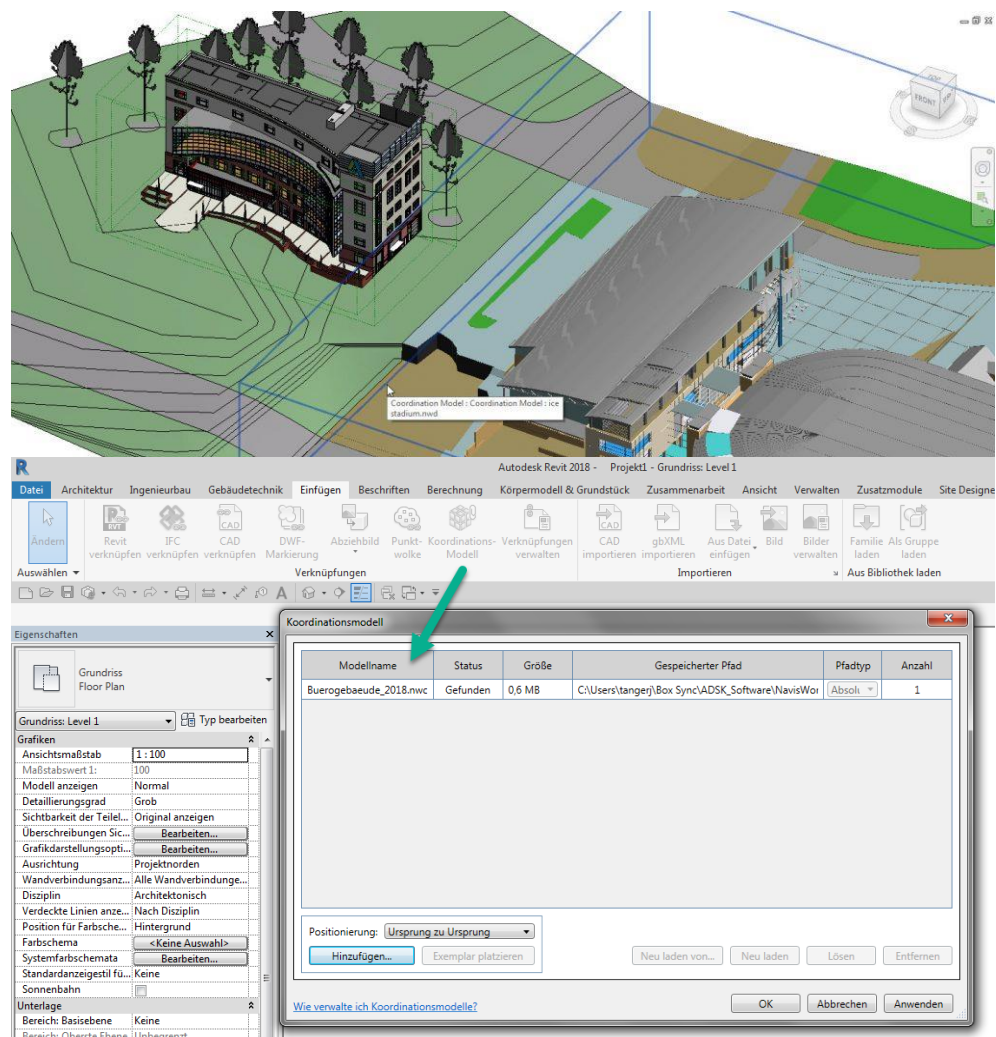 FRONT
Coordination Model : Coordination Model : ice
stadium.nwd
Autodesk Revit 2018 - Projekt1 - Grundriss: Level 1
Datei Architektur Ingenieurbau Gebäudetechnik Einfügen Beschriften Berechnung Körpermodell & Grundstück Zusammenarbeit Ansicht Verwalten Zusatzmodule Site Designe
Ändern
Revit verknüpfen
IFC verknüpfen
CAD verknüpfen
DWF-Markierung
Abziehbild
Punkt-wolke
Koordinations-Modell
Verknüpfungen verwalten
CAD importieren
gbXML importieren
Aus Datei einfügen
Bild
Bilder verwalten
Familie laden
Als Gruppe laden
Auswählen Verknüpfungen Importieren Aus Bibliothek laden
Eigenschaften x
Grundriss
Floor Plan
Grundriss: Level 1 Typ bearbeiten
Grafiken
Ansichtsmaßstab 1 : 100
Maßstabswert 1: 100
Modell anzeigen Normal
Detaillierungsgrad Grob
Sichtbarkeit der Teilel... Original anzeigen
Überschreibungen Sic... Bearbeiten...
Grafikdarstellungsopti... Bearbeiten...
Ausrichtung Projektnorden
Wandverbindungsanz... Alle Wandverbindunge...
Disziplin Architektonisch
Verdeckte Linien anze... Nach Disziplin
Position für Farbsche... Hintergrund
Farbschema <Keine Auswahl>
Systemfarbschemata Bearbeiten...
Standardanzeigestil fü... Keine
Sonnenbahn
Unterlage
Bereich: Basisebene Keine
Bereich: Oberste Ebene Unbegrenzt
Koordinationsmodell
Modellname Status Größe Gespeicherter Pfad Pfadtyp Anzahl
Buerogebaeude_2018.nwc Gefunden 0,6 MB C:\Users\tangerj\Box Sync\ADSK_Software\NavisWor Absolu 1
Positionierung: Ursprung zu Ursprung
Hinzufügen... Exemplar platzieren Neu laden von... Neu laden Lösen Entfernen
Wie verwalte ich Koordinationsmodelle? OK Abbrechen Anwenden